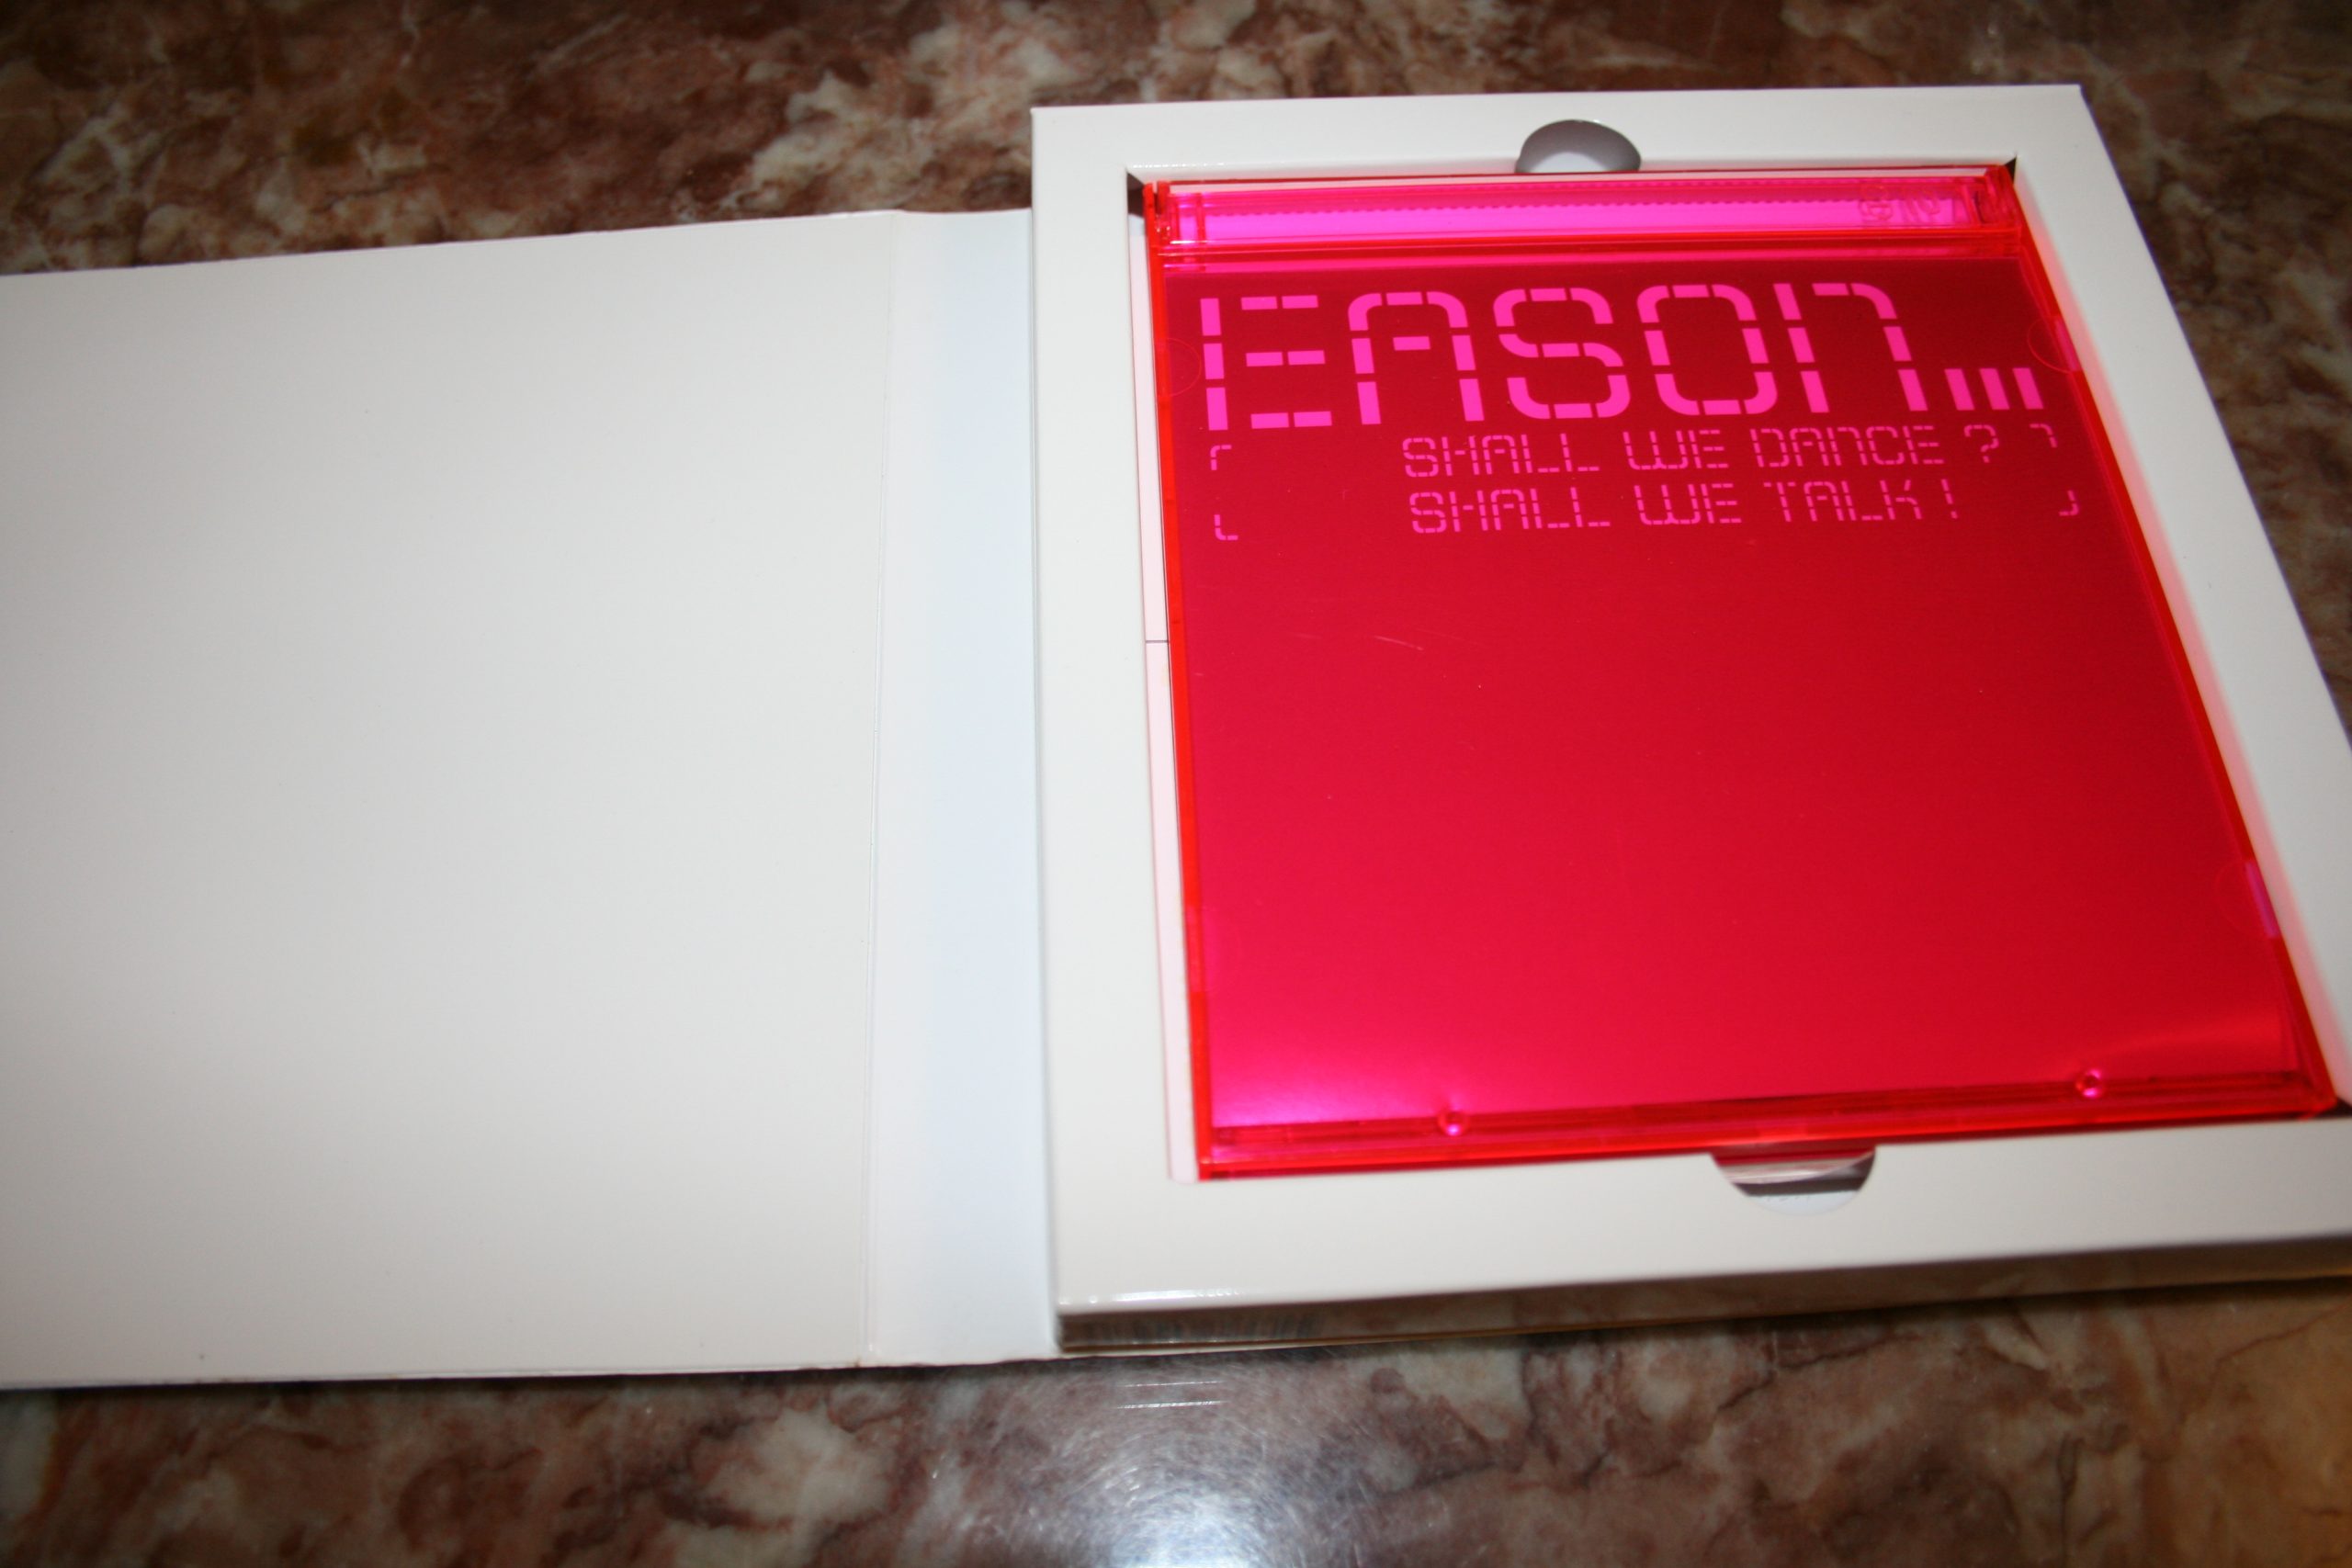 EASON...
「 SHALL WE DANCE ? 」
SHALL WE TALK !